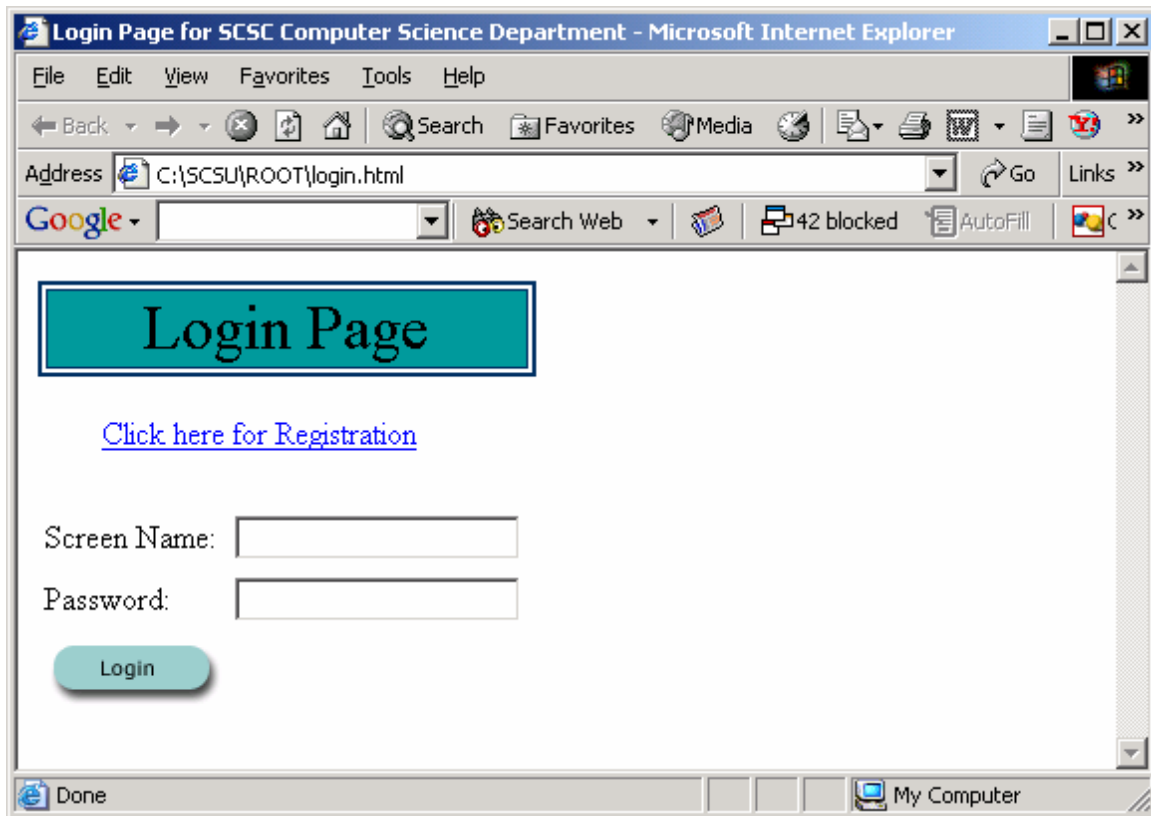 Login Page for SCSC Computer Science Department - Microsoft Internet Explorer
File Edit View Favorites Tools Help
Back Search Favorites Media W Y! »
Address C:\SCSU\ROOT\login.html Go Links »
Google Search Web 42 blocked AutoFill »
Login Page
Click here for Registration
Screen Name:
Password:
Login
Done My Computer